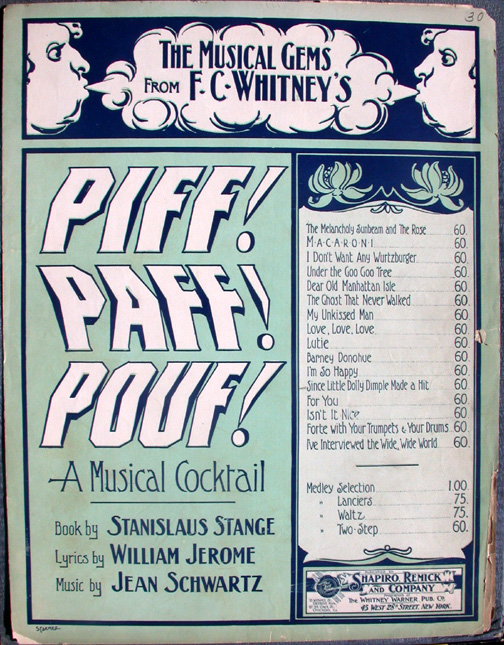 30
THE MUSICAL GEMS
FROM F. C. WHITNEY'S
PIFF!
PAFF!
POUF!
A Musical Cocktail
Book by STANISLAUS STANGE
Lyrics by WILLIAM JEROME
Music by JEAN SCHWARTZ
The Melancholy Sunbeam and The Rose 60.
M-A-C-A-R-O-N-I 60.
I Don't Want Any Wurtzburger 60.
Under the Goo Goo Tree 60.
Dear Old Manhattan Isle 60.
The Ghost That Never Walked 60.
My Unkissed Man 60.
Love, Love, Love 60.
Lutie 60.
Barney Donohue 60.
I'm So Happy 60.
Since Little Dolly Dimple Made a Hit 60.
For You 60.
Isn't It Nice 60.
Forte with Your Trumpets & Your Drums 60.
I've Interviewed the Wide, Wide World 60.
Medley Selection 1.00
" Lanciers 75.
" Waltz 75.
" Two-Step 60.
SHAPIRO, REMICK
AND COMPANY
THE WHITNEY WARNER PUB. CO.
45 WEST 28th STREET. NEW YORK.